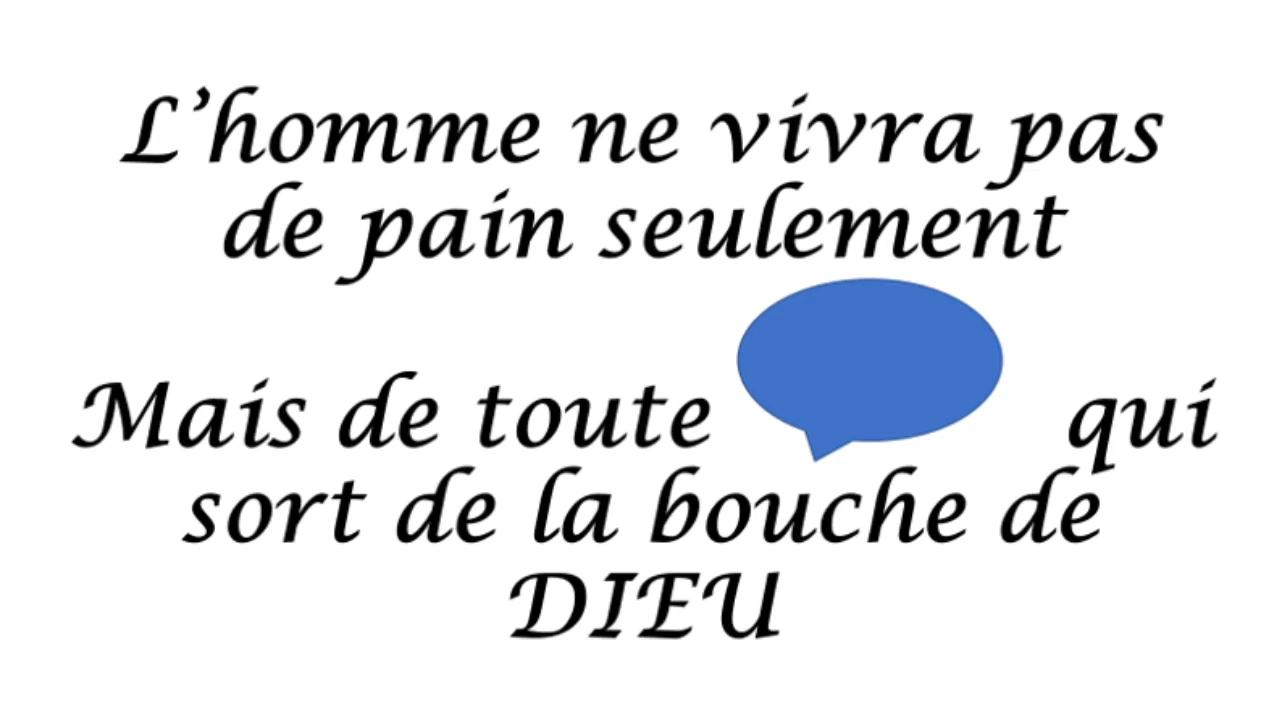 L’homme ne vivra pas
de pain seulement
Mais de toute qui
sort de la bouche de
DIEU